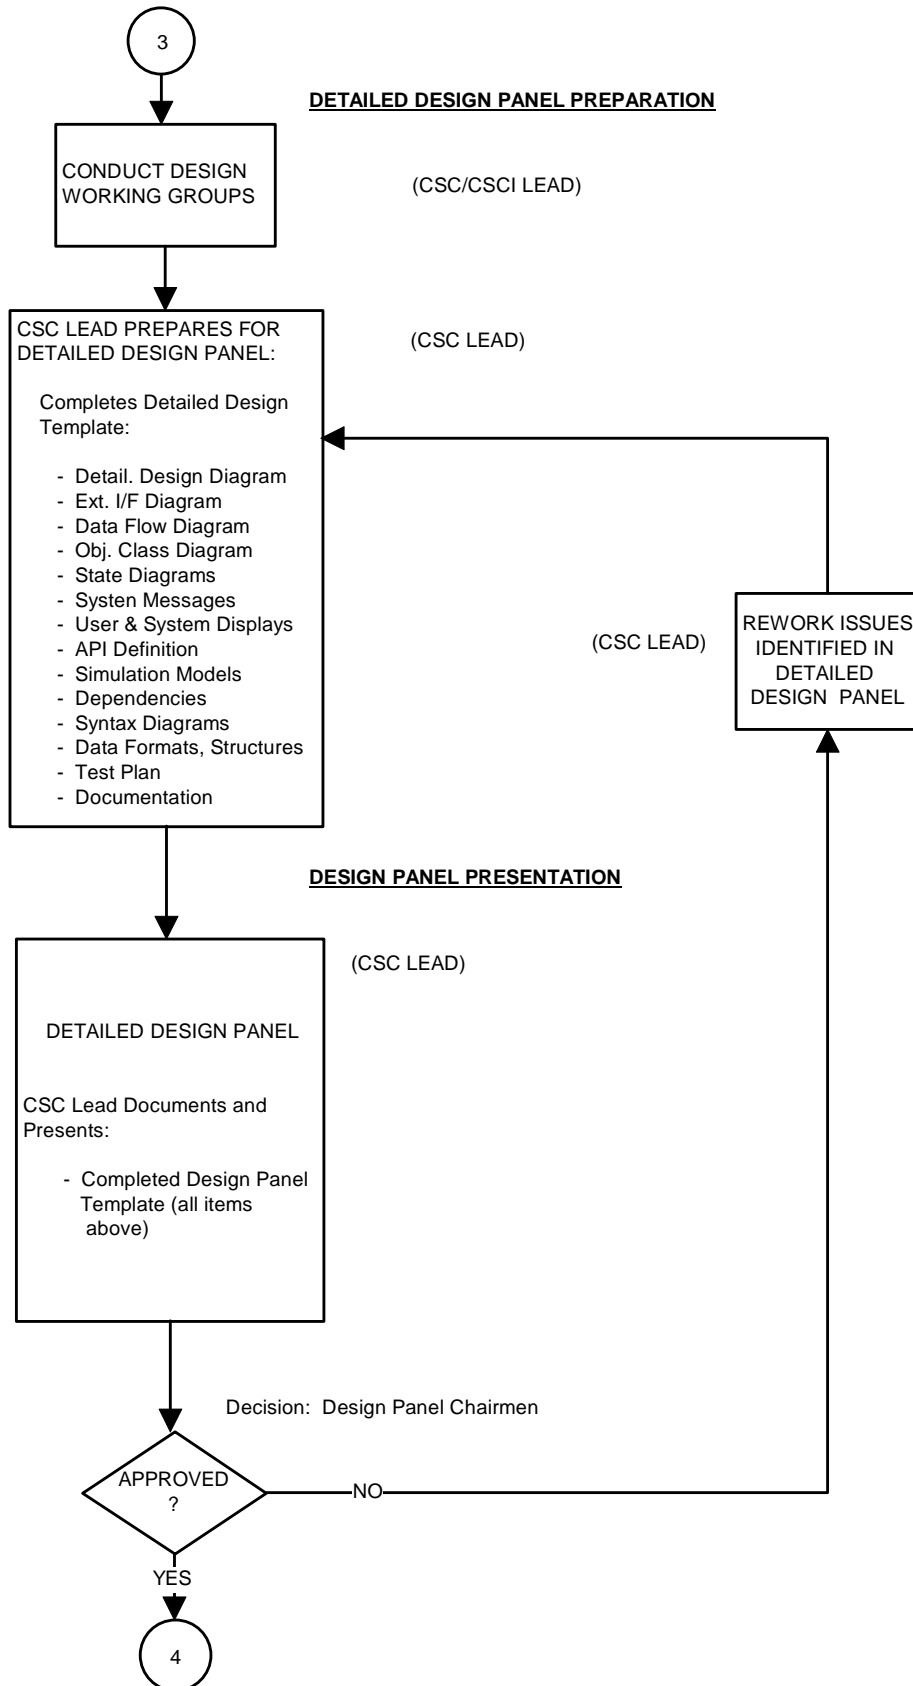 3
DETAILED DESIGN PANEL PREPARATION
CONDUCT DESIGN
WORKING GROUPS
(CSC/CSCI LEAD)
CSC LEAD PREPARES FOR
DETAILED DESIGN PANEL:
(CSC LEAD)
Completes Detailed Design
Template:
- Detail. Design Diagram
- Ext. I/F Diagram
- Data Flow Diagram
- Obj. Class Diagram
- State Diagrams
- Systen Messages
- User & System Displays
- API Definition
- Simulation Models
- Dependencies
- Syntax Diagrams
- Data Formats, Structures
- Test Plan
- Documentation
(CSC LEAD)
REWORK ISSUES
IDENTIFIED IN
DETAILED
DESIGN PANEL
DESIGN PANEL PRESENTATION
(CSC LEAD)
DETAILED DESIGN PANEL
CSC Lead Documents and
Presents:
- Completed Design Panel
Template (all items
above)
Decision: Design Panel Chairmen
APPROVED
?
NO
YES
4